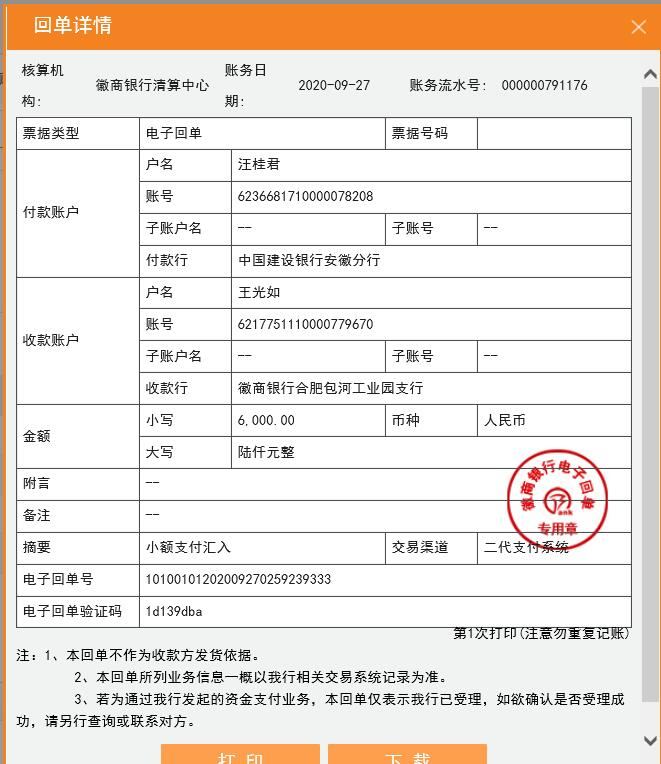 回单详情
核算机构: 徽商银行清算中心 账务日期: 2020-09-27 账务流水号: 000000791176
票据类型 电子回单 票据号码
付款账户
户名 汪桂君
账号 6236681710000078208
子账户名 -- 子账号 --
付款行 中国建设银行安徽分行
收款账户
户名 王光如
账号 6217751110000779670
子账户名 -- 子账号 --
收款行 徽商银行合肥包河工业园支行
金额
小写 6,000.00 币种 人民币
大写 陆仟元整
附言 --
备注 --
徽商银行电子回单
Bank
专用章
摘要 小额支付汇入 交易渠道 二代支付系统
电子回单号 10100101202009270259239333
电子回单验证码 1d139dba
第1次打印(注意勿重复记账)
注：1、本回单不作为收款方发货依据。
2、本回单所列业务信息一概以我行相关交易系统记录为准。
3、若为通过我行发起的资金支付业务，本回单仅表示我行已受理，如欲确认是否受理成
功，请另行查询或联系对方。
打 印 下 载